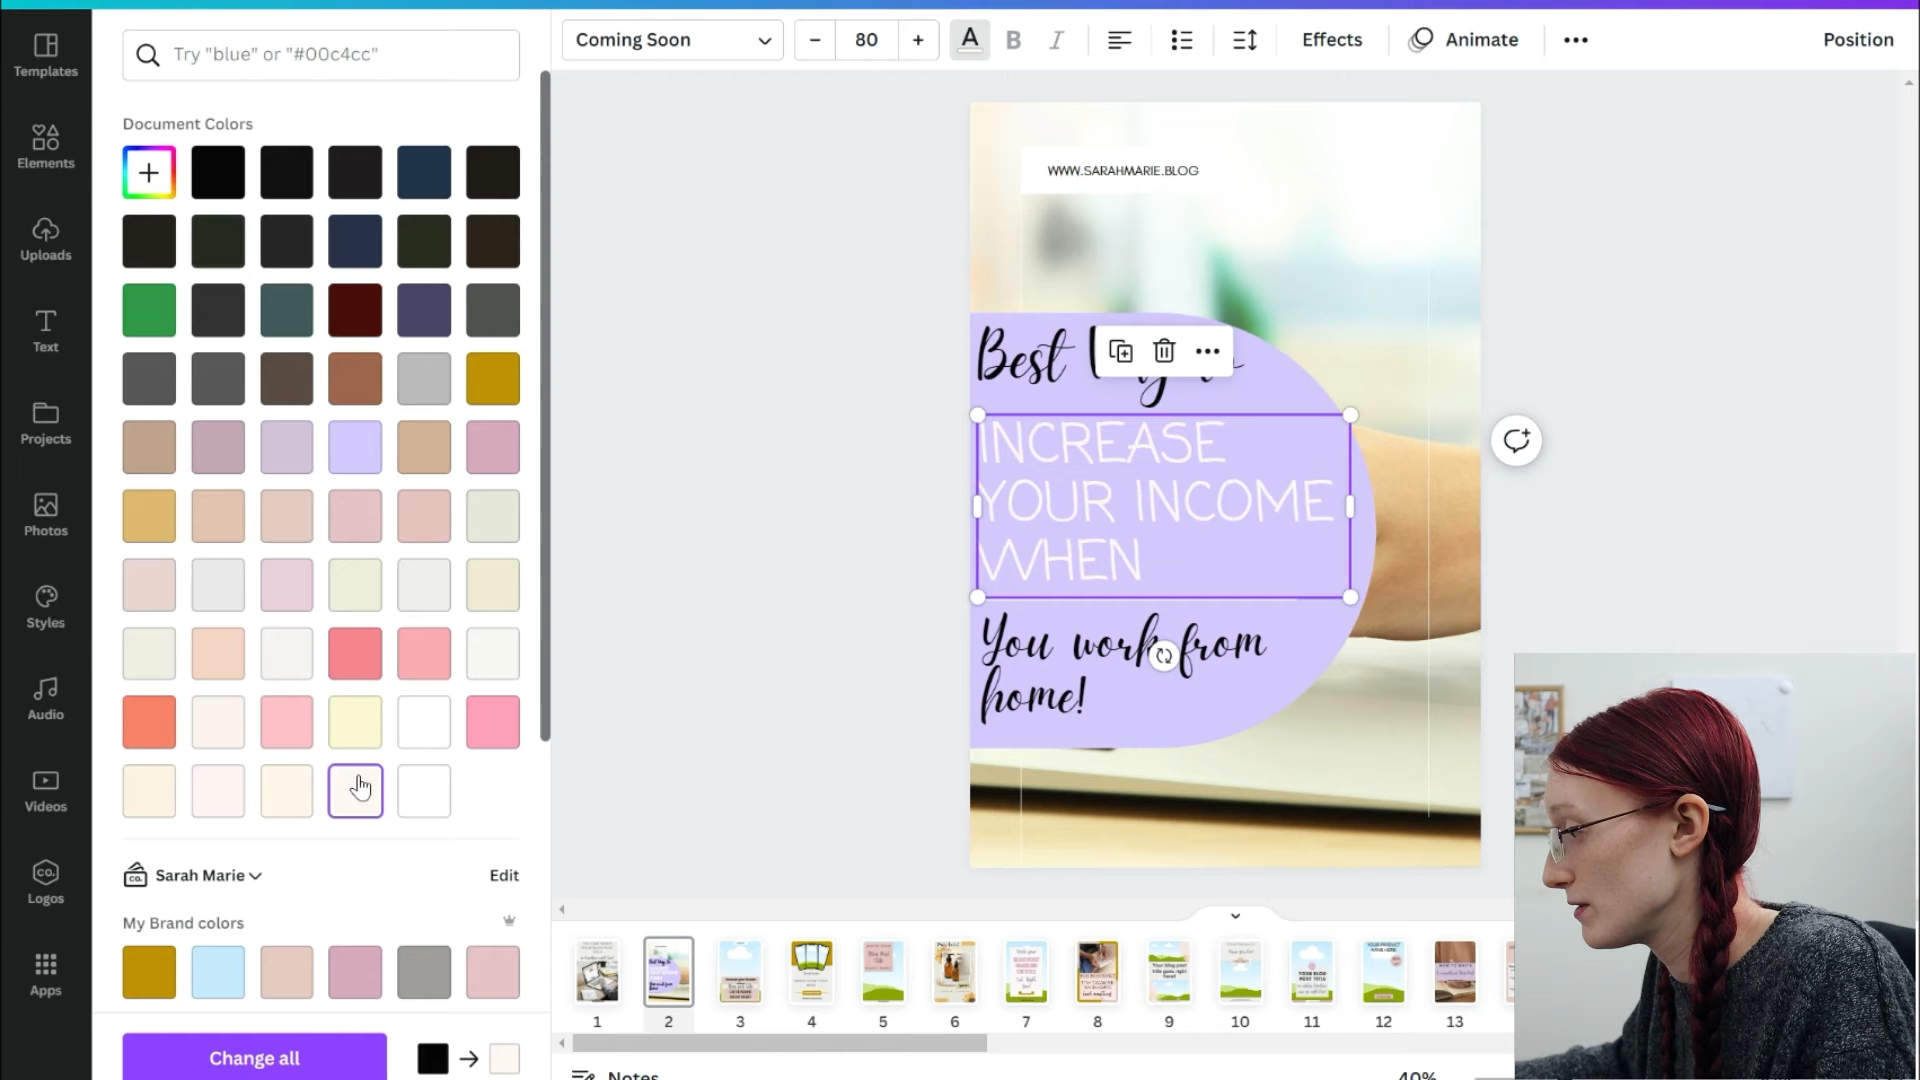 Coming Soon
80
B
I
Effects
Animate
Position
Try "blue" or "#00c4cc"
Templates
Elements
Uploads
Text
Projects
Photos
Styles
Audio
Videos
co.
Logos
Apps
Document Colors
WWW.SARAHMARIE.BLOG
Best
INCREASE
YOUR INCOME
WHEN
You work from
home!
co.
Sarah Marie
Edit
My Brand colors
Change all
1
2
3
4
5
6
7
8
9
10
11
12
13
Notes
40%